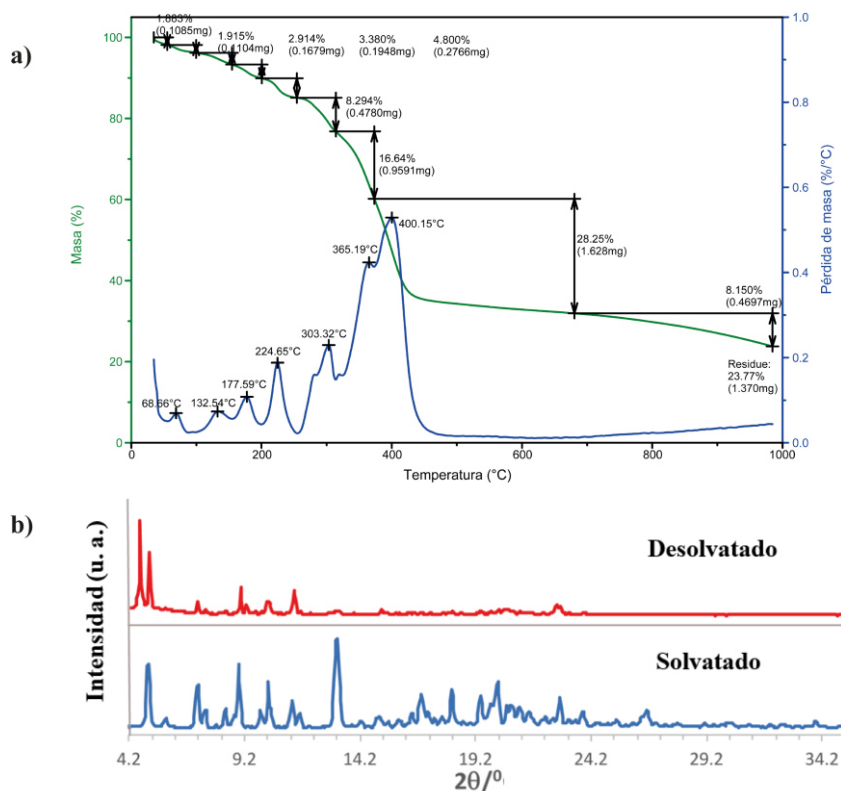 a)
1.883%
(0.1085mg)
1.915%
(0.1104mg)
2.914%
(0.1679mg)
3.380%
(0.1948mg)
4.800%
(0.2766mg)
8.294%
(0.4780mg)
16.64%
(0.9591mg)
28.25%
(1.628mg)
8.150%
(0.4697mg)
Residue:
23.77%
(1.370mg)
68.66°C
132.54°C
177.59°C
224.65°C
303.32°C
365.19°C
400.15°C
Masa (%)
100
80
60
40
20
0
Pérdida de masa (%/°C)
1.0
0.8
0.6
0.4
0.2
0.0
0 200 400 600 800 1000
Temperatura (°C)
b)
Intensidad (u. a.)
Desolvatado
Solvatado
4.2 9.2 14.2 19.2 24.2 29.2 34.2
2θ/⁰